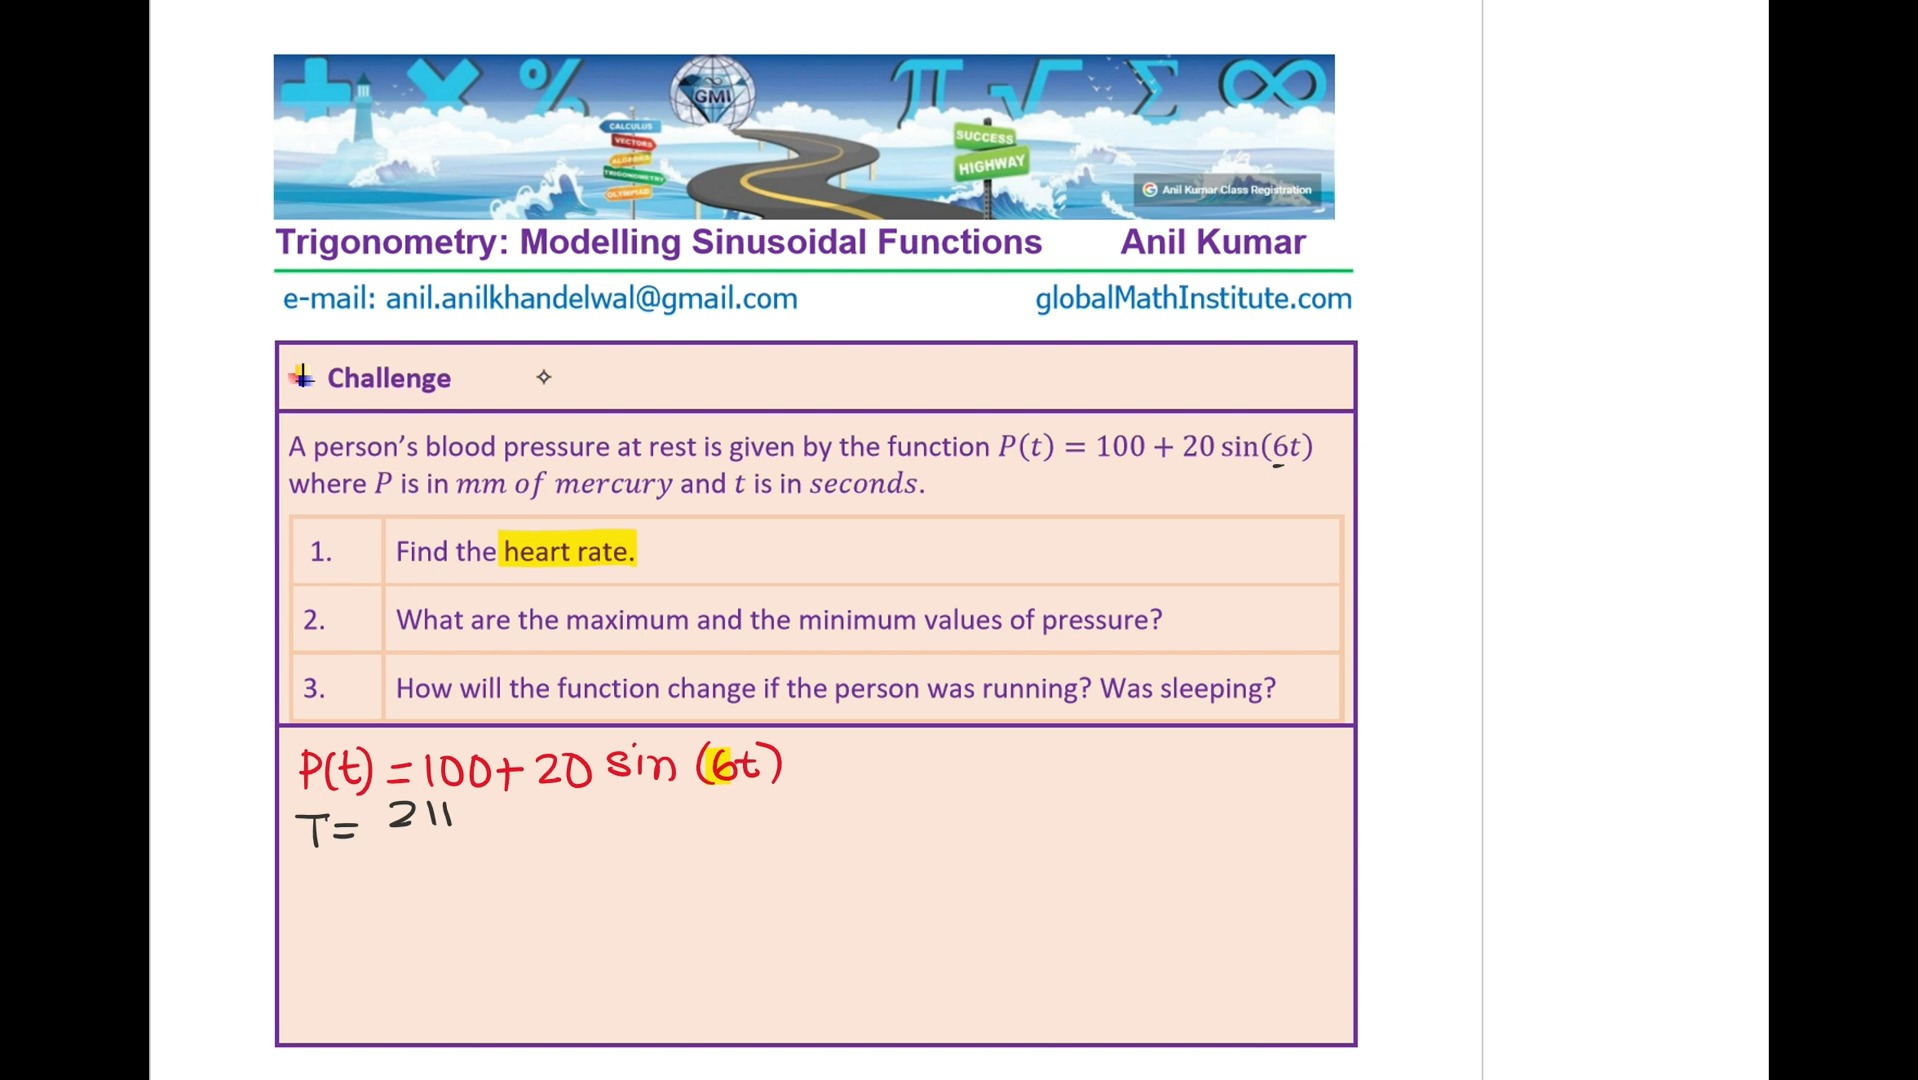 GMI
CALCULUS
VECTORS
ALGEBRA
TRIGONOMETRY
OLYMPIAD
SUCCESS
HIGHWAY
Anil Kumar Class Registration
Trigonometry: Modelling Sinusoidal Functions Anil Kumar
e-mail: anil.anilkhandelwal@gmail.com globalMathInstitute.com
Challenge
A person's blood pressure at rest is given by the function P(t) = 100 + 20 sin(6t)
where P is in mm of mercury and t is in seconds.
1. Find the heart rate.
2. What are the maximum and the minimum values of pressure?
3. How will the function change if the person was running? Was sleeping?
P(t) = 100 + 20 sin (6t)
T = 2